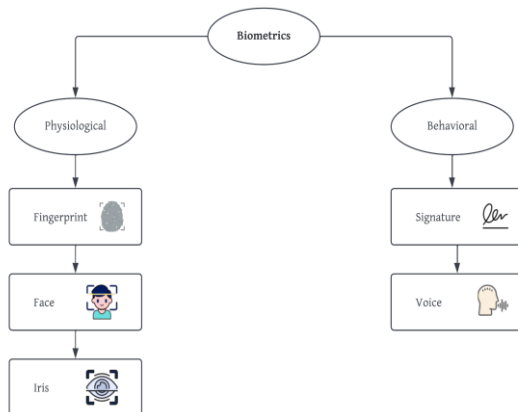 Biometrics
Physiological
Behavioral
Fingerprint
Signature
Face
Voice
Iris